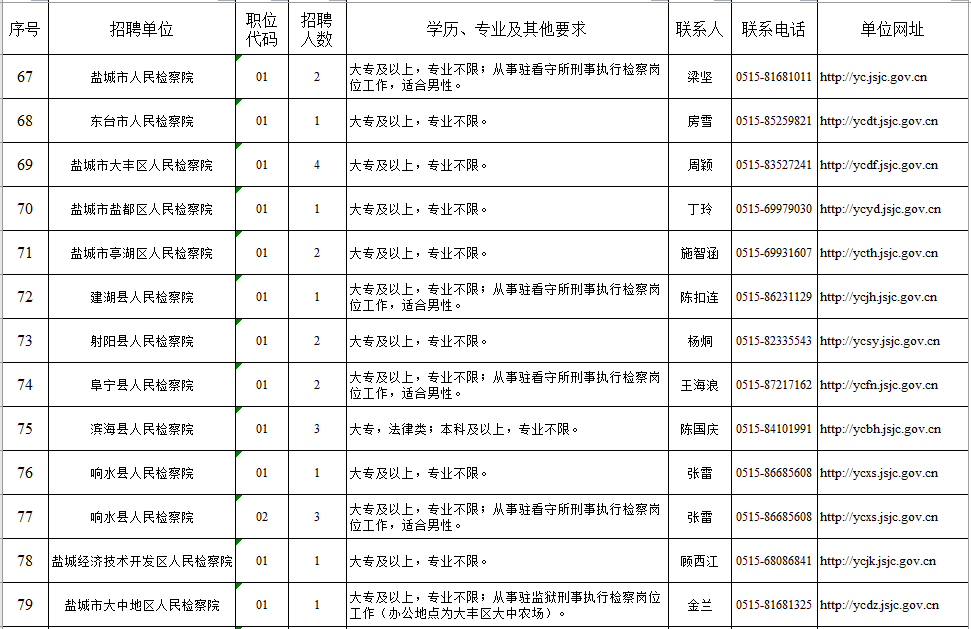 序号 招聘单位 职位代码 招聘人数 学历、专业及其他要求 联系人 联系电话 单位网址
67 盐城市人民检察院 01 2 大专及以上，专业不限；从事驻看守所刑事执行检察岗位工作，适合男性。 梁坚 0515-81681011 http://yc.jsjc.gov.cn
68 东台市人民检察院 01 1 大专及以上，专业不限。 房雪 0515-85259821 http://ycdt.jsjc.gov.cn
69 盐城市大丰区人民检察院 01 4 大专及以上，专业不限。 周颖 0515-83527241 http://ycdf.jsjc.gov.cn
70 盐城市盐都区人民检察院 01 1 大专及以上，专业不限。 丁玲 0515-69979030 http://ycyd.jsjc.gov.cn
71 盐城市亭湖区人民检察院 01 2 大专及以上，专业不限。 施智涵 0515-69931607 http://ycth.jsjc.gov.cn
72 建湖县人民检察院 01 1 大专及以上，专业不限；从事驻看守所刑事执行检察岗位工作，适合男性。 陈扣连 0515-86231129 http://ycjh.jsjc.gov.cn
73 射阳县人民检察院 01 2 大专及以上，专业不限。 杨炯 0515-82335543 http://ycsy.jsjc.gov.cn
74 阜宁县人民检察院 01 2 大专及以上，专业不限；从事驻看守所刑事执行检察岗位工作，适合男性。 王海浪 0515-87217162 http://ycfn.jsjc.gov.cn
75 滨海县人民检察院 01 3 大专，法律类；本科及以上，专业不限。 陈国庆 0515-84101991 http://ycbh.jsjc.gov.cn
76 响水县人民检察院 01 1 大专及以上，专业不限。 张雷 0515-86685608 http://ycxs.jsjc.gov.cn
77 响水县人民检察院 02 3 大专及以上，专业不限；从事驻看守所刑事执行检察岗位工作，适合男性。 张雷 0515-86685608 http://ycxs.jsjc.gov.cn
78 盐城经济技术开发区人民检察院 01 1 大专及以上，专业不限。 顾西江 0515-68086841 http://ycjk.jsjc.gov.cn
79 盐城市大中地区人民检察院 01 1 大专及以上，专业不限；从事驻监狱刑事执行检察岗位工作（办公地点为大丰区大中农场）。 金兰 0515-81681325 http://ycdz.jsjc.gov.cn